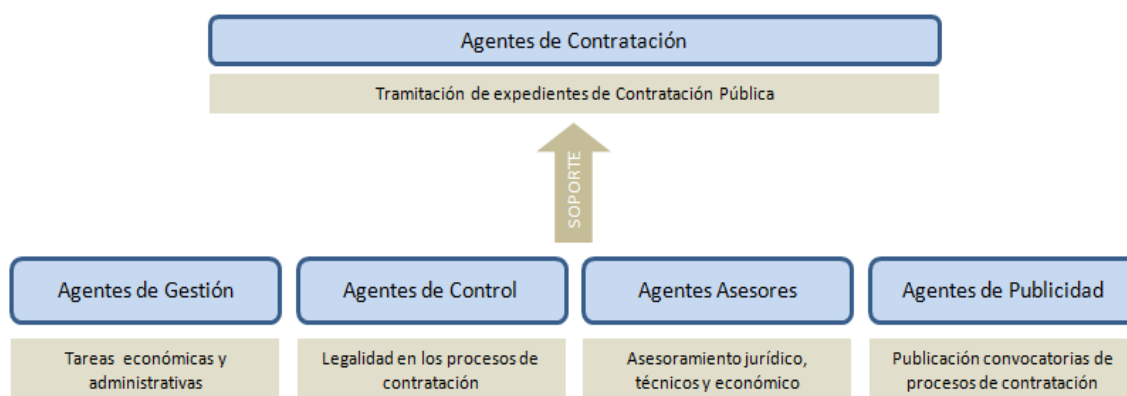 Agentes de Contratación
Tramitación de expedientes de Contratación Pública
SOPORTE
Agentes de Gestión
Agentes de Control
Agentes Asesores
Agentes de Publicidad
Tareas económicas y
administrativas
Legalidad en los procesos de
contratación
Asesoramiento jurídico,
técnicos y económico
Publicación convocatorias de
procesos de contratación